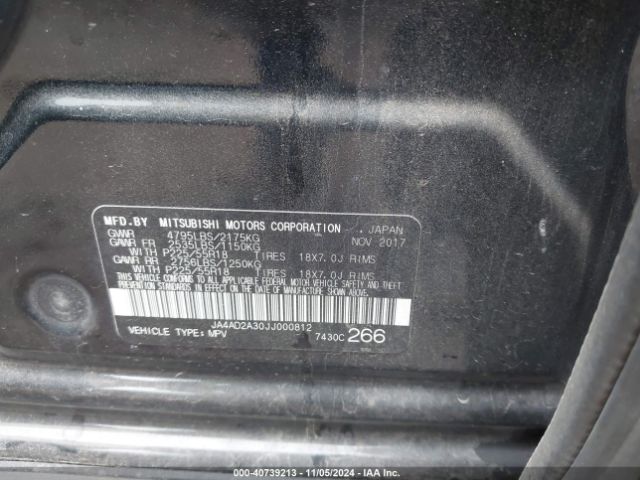 MFD.BY MITSUBISHI MOTORS CORPORATION , JAPAN
GVWR 4795LBS/2175KG NOV 2017
GAWR FR 2535LBS/1150KG
WITH P225/55R18 TIRES 18X7.0J RIMS
GAWR RR 2756LBS/1250KG
WITH P225/55R18 TIRES 18X7.0J RIMS
THIS VEHICLE CONFORMS TO ALL APPLICABLE FEDERAL MOTOR VEHICLE SAFETY AND THEFT
PREVENTION STANDARDS IN EFFECT ON THE DATE OF MANUFACTURE SHOWN ABOVE.
JA4AD2A30JJ000812
VEHICLE TYPE: MPV 7430C 266
000-40739213 - 11/05/2024 - IAA Inc.